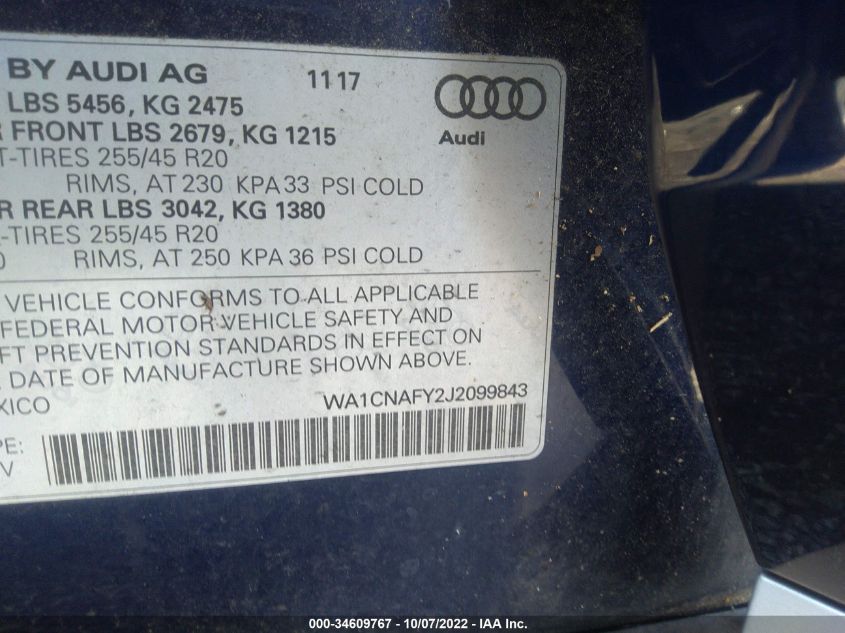 BY AUDI AG 11 17
LBS 5456, KG 2475
Audi
FRONT LBS 2679, KG 1215
T-TIRES 255/45 R20
RIMS, AT 230 KPA 33 PSI COLD
R REAR LBS 3042, KG 1380
-TIRES 255/45 R20
RIMS, AT 250 KPA 36 PSI COLD
VEHICLE CONFORMS TO ALL APPLICABLE
FEDERAL MOTOR VEHICLE SAFETY AND
FT PREVENTION STANDARDS IN EFFECT ON
DATE OF MANUFACTURE SHOWN ABOVE.
XICO WA1CNAFY2J2099843
PE:
V
000-34609767 - 10/07/2022 - IAA Inc.